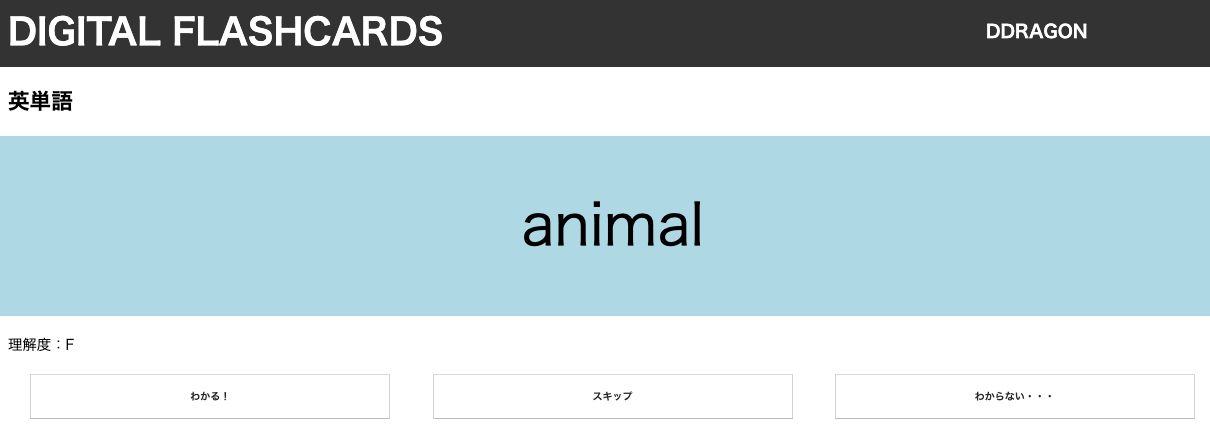 DIGITAL FLASHCARDS DDRAGON
英単語
animal
理解度：F
わかる！ スキップ わからない・・・